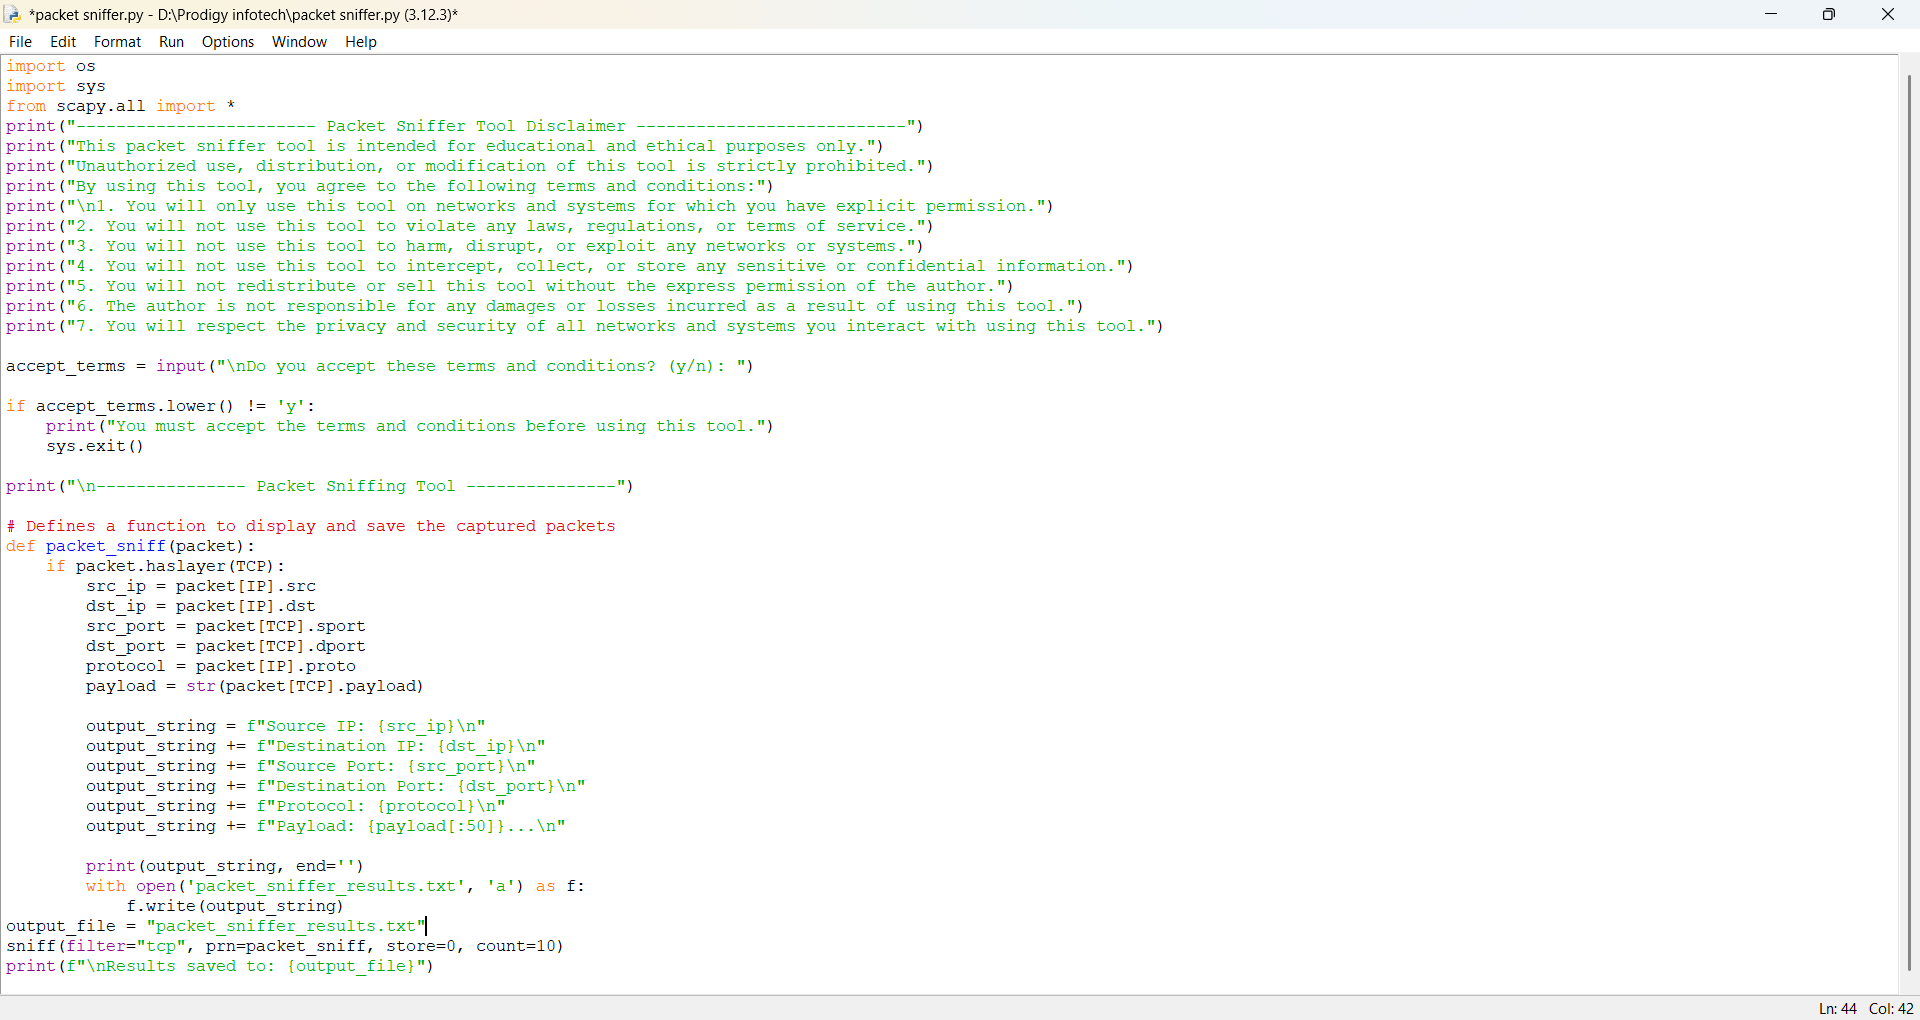 *packet sniffer.py - D:\Prodigy infotech\packet sniffer.py (3.12.3)*
File Edit Format Run Options Window Help
import os
import sys
from scapy.all import *
print("------------------------ Packet Sniffer Tool Disclaimer ---------------------------")
print("This packet sniffer tool is intended for educational and ethical purposes only.")
print("Unauthorized use, distribution, or modification of this tool is strictly prohibited.")
print("By using this tool, you agree to the following terms and conditions:")
print("\n1. You will only use this tool on networks and systems for which you have explicit permission.")
print("2. You will not use this tool to violate any laws, regulations, or terms of service.")
print("3. You will not use this tool to harm, disrupt, or exploit any networks or systems.")
print("4. You will not use this tool to intercept, collect, or store any sensitive or confidential information.")
print("5. You will not redistribute or sell this tool without the express permission of the author.")
print("6. The author is not responsible for any damages or losses incurred as a result of using this tool.")
print("7. You will respect the privacy and security of all networks and systems you interact with using this tool.")

accept_terms = input("\nDo you accept these terms and conditions? (y/n): ")

if accept_terms.lower() != 'y':
    print("You must accept the terms and conditions before using this tool.")
    sys.exit()

print("\n--------------- Packet Sniffing Tool ---------------")

# Defines a function to display and save the captured packets
def packet_sniff(packet):
    if packet.haslayer(TCP):
        src_ip = packet[IP].src
        dst_ip = packet[IP].dst
        src_port = packet[TCP].sport
        dst_port = packet[TCP].dport
        protocol = packet[IP].proto
        payload = str(packet[TCP].payload)

        output_string = f"Source IP: {src_ip}\n"
        output_string += f"Destination IP: {dst_ip}\n"
        output_string += f"Source Port: {src_port}\n"
        output_string += f"Destination Port: {dst_port}\n"
        output_string += f"Protocol: {protocol}\n"
        output_string += f"Payload: {payload[:50]}...\n"

        print(output_string, end='')
        with open('packet_sniffer_results.txt', 'a') as f:
            f.write(output_string)
output_file = "packet_sniffer_results.txt"
sniff(filter="tcp", prn=packet_sniff, store=0, count=10)
print(f"\nResults saved to: {output_file}")
Ln: 44 Col: 42